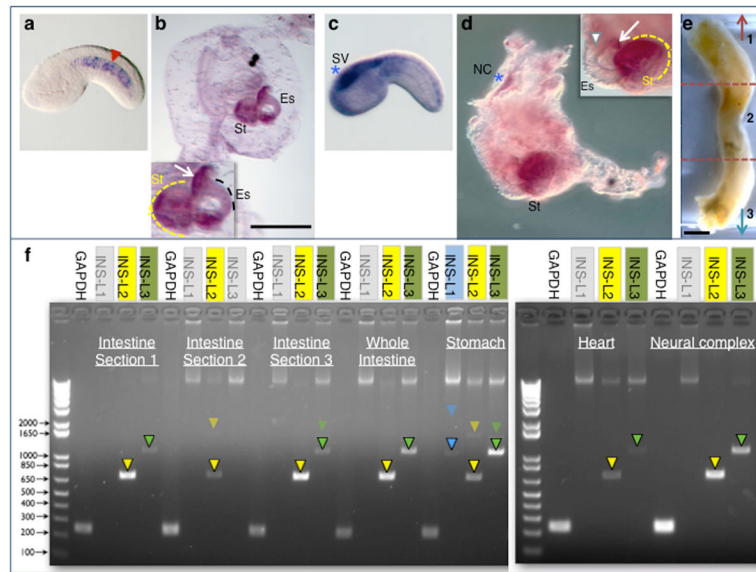 a
b
Es
St
St
Es
c
SV
*
d
NC
*
St
Es
St
e
1
2
3
f
GAPDH INS-L1 INS-L2 INS-L3 GAPDH INS-L1 INS-L2 INS-L3 GAPDH INS-L1 INS-L2 INS-L3 GAPDH INS-L1 INS-L2 INS-L3 GAPDH INS-L1 INS-L2 INS-L3
GAPDH INS-L1 INS-L2 INS-L3 GAPDH INS-L1 INS-L2 INS-L3
Intestine
Section 1
Intestine
Section 2
Intestine
Section 3
Whole
Intestine
Stomach
Heart
Neural complex
2000
1650
1000
850
650
500
400
300
200
100